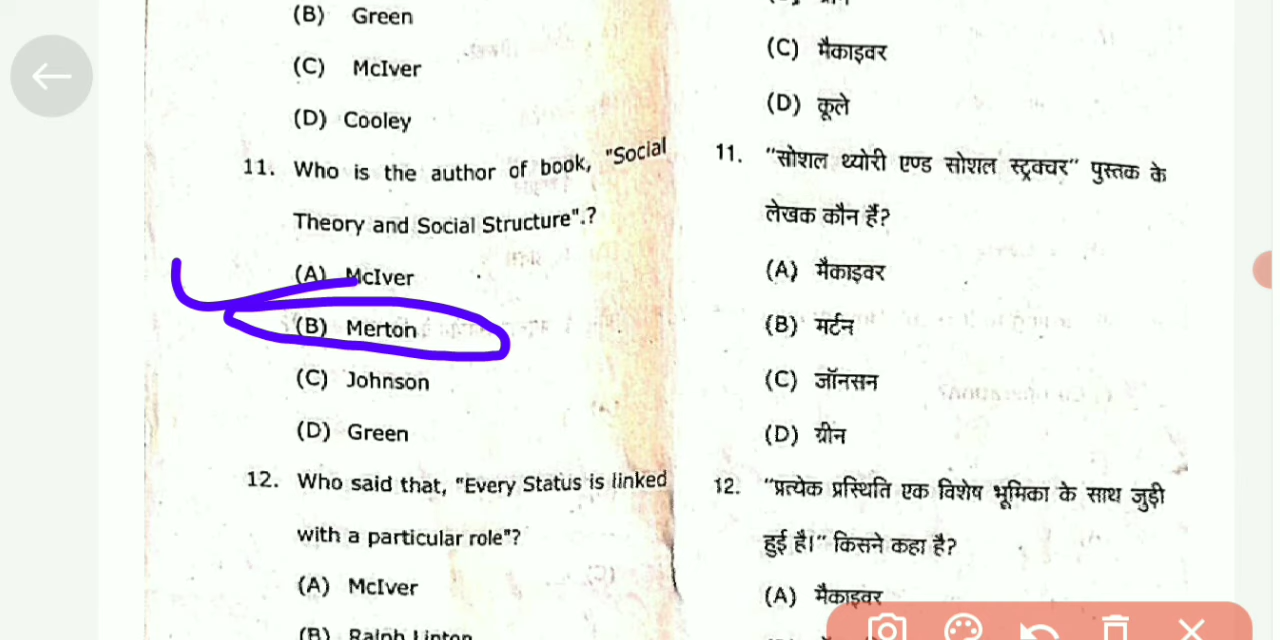 (B) Green
(C) McIver
(D) Cooley
11. Who is the author of book, "Social
Theory and Social Structure".?
(A) McIver
(B) Merton
(C) Johnson
(D) Green
12. Who said that, "Every Status is linked
with a particular role"?
(A) McIver
(B) Ralph Linton
(C) मैकाइवर
(D) कूले
11. "सोशल थ्योरी एण्ड सोशल स्ट्रक्चर" पुस्तक के
लेखक कौन हैं?
(A) मैकाइवर
(B) मर्टन
(C) जॉनसन
(D) ग्रीन
12. "प्रत्येक प्रस्थिति एक विशेष भूमिका के साथ जुड़ी
हुई है।" किसने कहा है?
(A) मैकाइवर